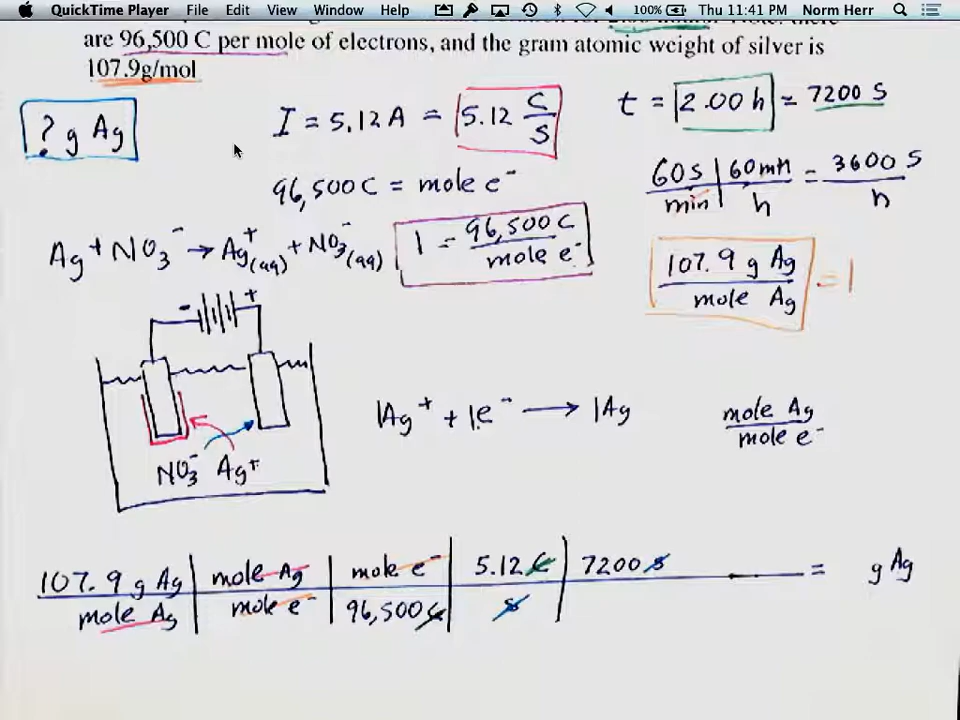 QuickTime Player File Edit View Window Help 100% Thu 11:41 PM Norm Herr
are 96,500 C per mole of electrons, and the gram atomic weight of silver is
107.9g/mol
? g Ag
I = 5.12 A = 5.12 C/S
t = 2.00 h = 7200 S
96,500 C = mole e⁻
60 S/min | 60 min/h = 3600 S/h
Ag⁺NO₃⁻ → Ag⁺(aq) + NO₃⁻(aq)
1 = 96,500 C/mole e⁻
107.9 g Ag/mole Ag = 1
- +
1Ag⁺ + 1e⁻ → 1Ag
mole Ag/mole e⁻
NO₃⁻ Ag⁺
107.9 g Ag | mole Ag | mole e⁻ | 5.12 C | 7200 s = g Ag
mole Ag | mole e⁻ | 96,500 C | s